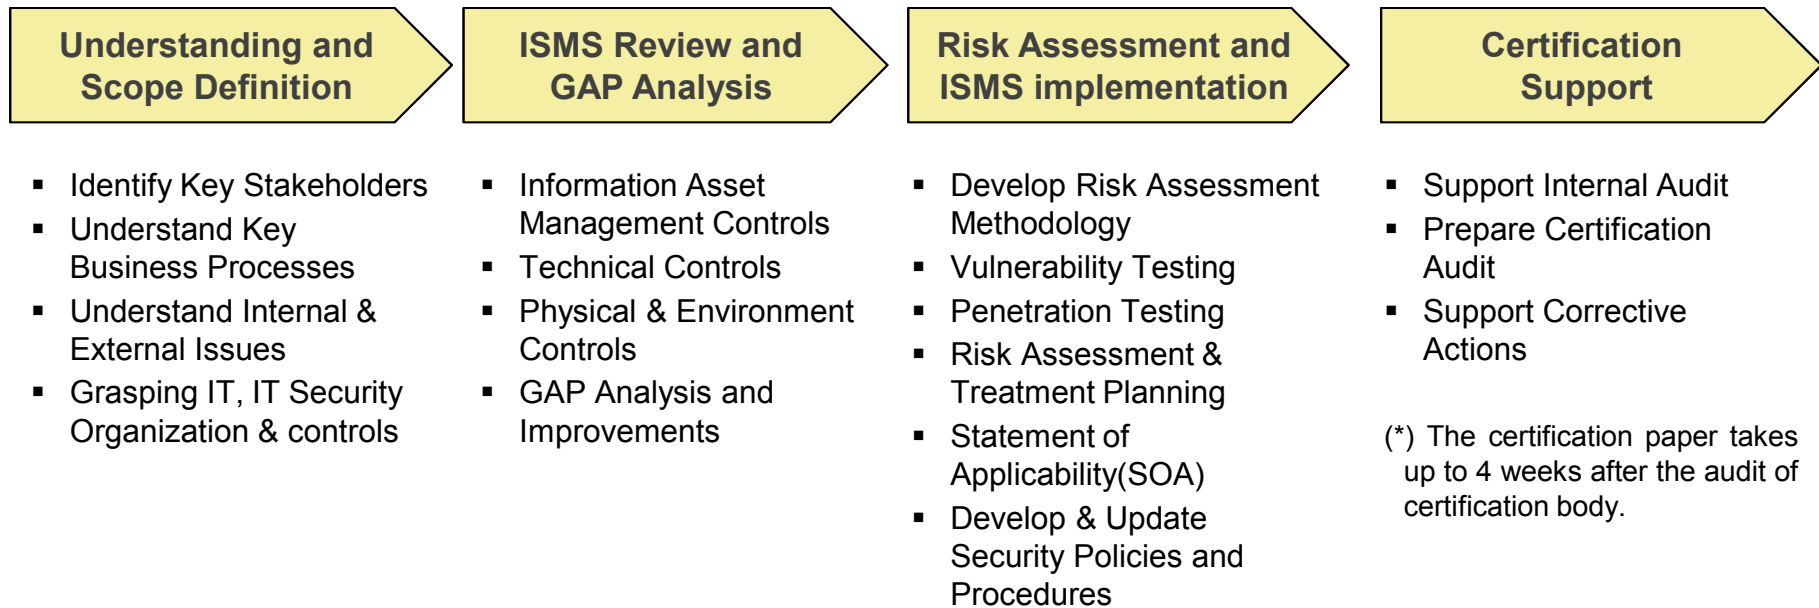 Understanding and
Scope Definition
▪ Identify Key Stakeholders
▪ Understand Key
Business Processes
▪ Understand Internal &
External Issues
▪ Grasping IT, IT Security
Organization & controls
ISMS Review and
GAP Analysis
▪ Information Asset
Management Controls
▪ Technical Controls
▪ Physical & Environment
Controls
▪ GAP Analysis and
Improvements
Risk Assessment and
ISMS implementation
▪ Develop Risk Assessment
Methodology
▪ Vulnerability Testing
▪ Penetration Testing
▪ Risk Assessment &
Treatment Planning
▪ Statement of
Applicability(SOA)
▪ Develop & Update
Security Policies and
Procedures
Certification
Support
▪ Support Internal Audit
▪ Prepare Certification
Audit
▪ Support Corrective
Actions
(*) The certification paper takes
up to 4 weeks after the audit of
certification body.